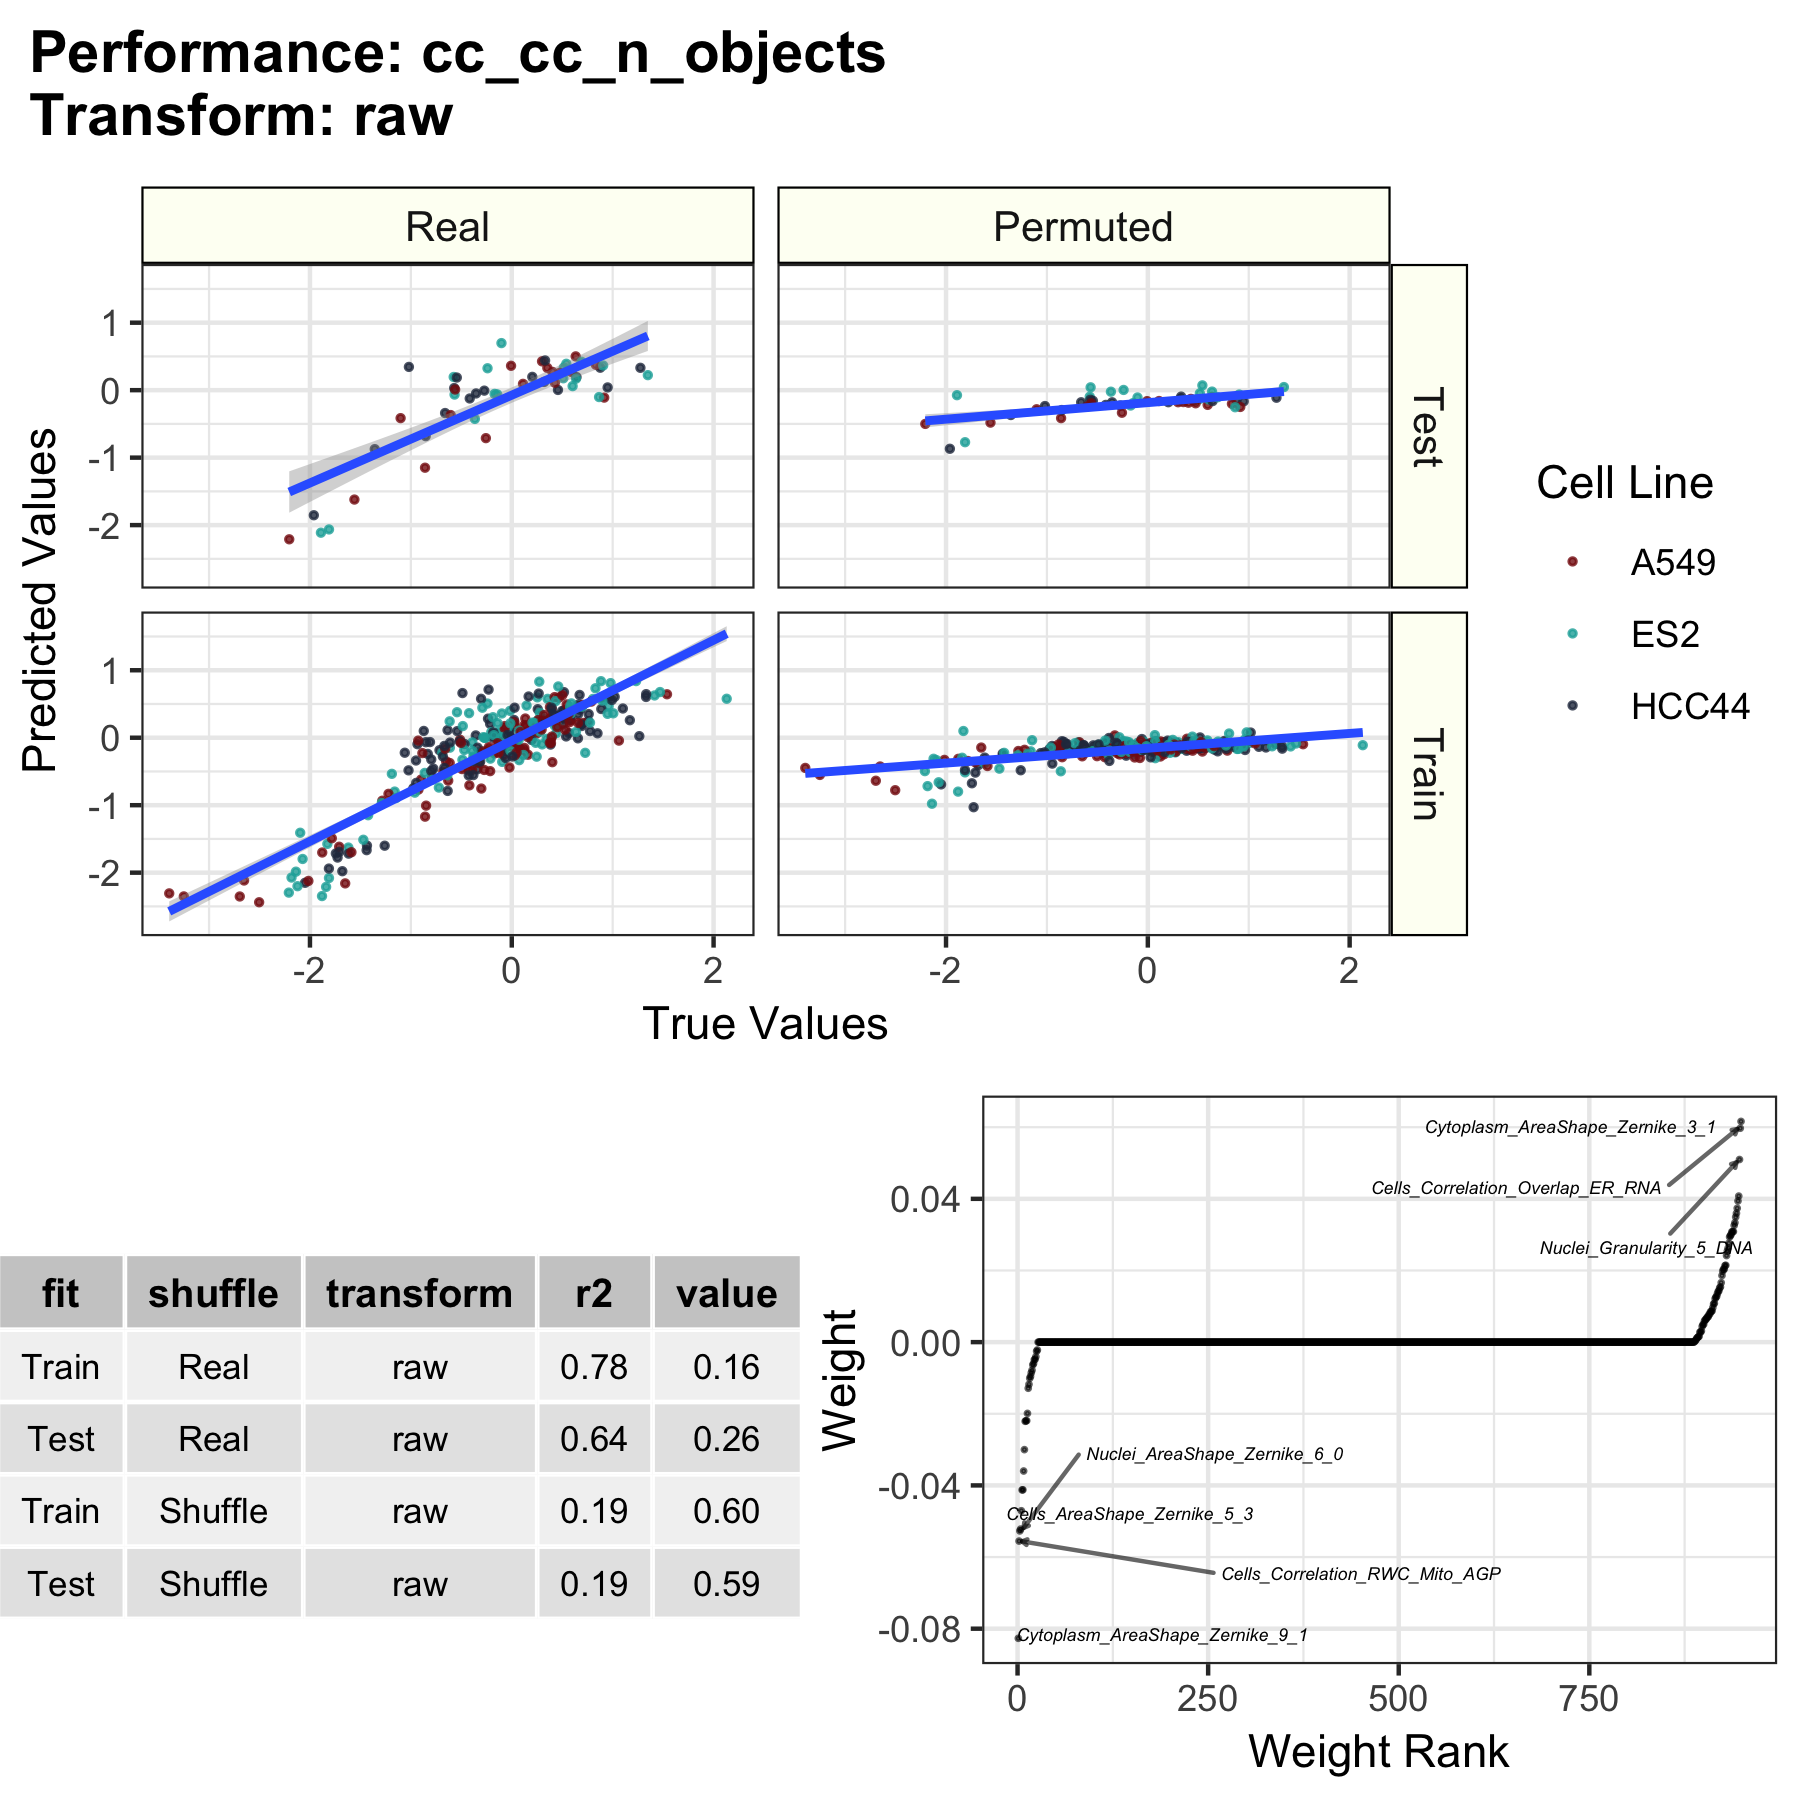 Performance: cc_cc_n_objects
Transform: raw
Real
Permuted
1
0
-1
-2
Test
1
0
-1
-2
Train
-2
0
2
-2
0
2
Predicted Values
True Values
Cell Line
A549
ES2
HCC44
fit shuffle transform r2 value
Train Real raw 0.78 0.16
Test Real raw 0.64 0.26
Train Shuffle raw 0.19 0.60
Test Shuffle raw 0.19 0.59
Weight
0.04
0.00
-0.04
-0.08
Cytoplasm_AreaShape_Zernike_3_1
Cells_Correlation_Overlap_ER_RNA
Nuclei_Granularity_5_DNA
Nuclei_AreaShape_Zernike_6_0
Cells_AreaShape_Zernike_5_3
Cells_Correlation_RWC_Mito_AGP
Cytoplasm_AreaShape_Zernike_9_1
0
250
500
750
Weight Rank